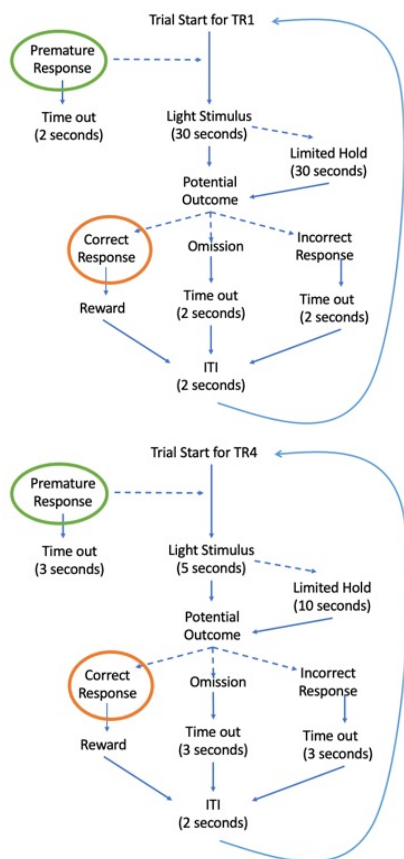 Trial Start for TR1
Premature
Response
Time out
(2 seconds)
Light Stimulus
(30 seconds)
Limited Hold
(30 seconds)
Potential
Outcome
Correct
Response
Omission
Incorrect
Response
Reward
Time out
(2 seconds)
Time out
(2 seconds)
ITI
(2 seconds)
Trial Start for TR4
Premature
Response
Time out
(3 seconds)
Light Stimulus
(5 seconds)
Limited Hold
(10 seconds)
Potential
Outcome
Correct
Response
Omission
Incorrect
Response
Reward
Time out
(3 seconds)
Time out
(3 seconds)
ITI
(2 seconds)